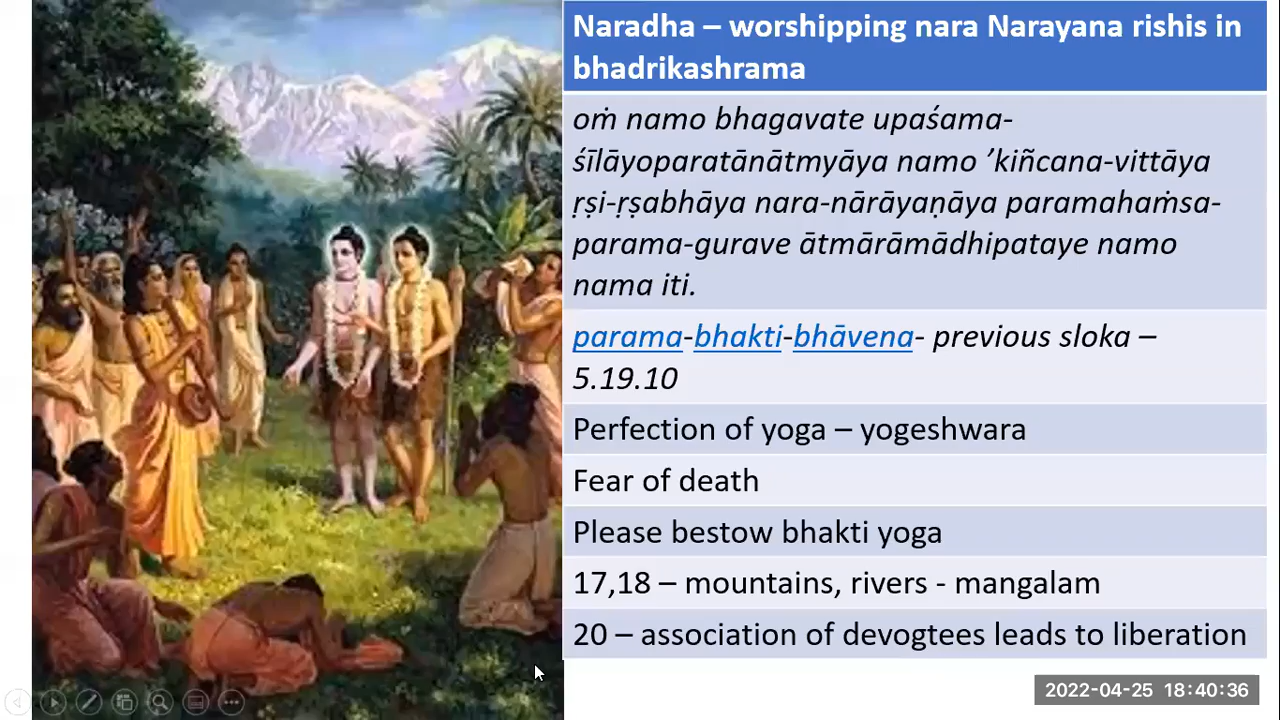 Naradha – worshipping nara Narayana rishis in
bhadrikashrama
oṁ namo bhagavate upaśama-
śīlāyoparatānātmyāya namo ’kiñcana-vittāya
ṛṣi-ṛṣabhāya nara-nārāyaṇāya paramahaṁsa-
parama-gurave ātmārāmādhipataye namo
nama iti.
parama-bhakti-bhāvena- previous sloka –
5.19.10
Perfection of yoga – yogeshwara
Fear of death
Please bestow bhakti yoga
17,18 – mountains, rivers - mangalam
20 – association of devogtees leads to liberation
2022-04-25 18:40:36